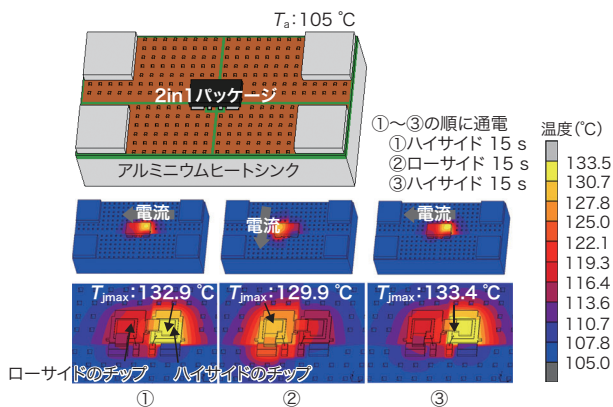 Ta：105 ℃
2in1パッケージ
アルミニウムヒートシンク
①～③の順に通電
①ハイサイド 15 s
②ローサイド 15 s
③ハイサイド 15 s
温度(℃)
133.5
130.7
127.8
125.0
122.1
119.3
116.4
113.6
110.7
107.8
105.0
電流
電流
電流
Tjmax：132.9 ℃
Tjmax：129.9 ℃
Tjmax：133.4 ℃
ローサイドのチップ
ハイサイドのチップ
①
②
③